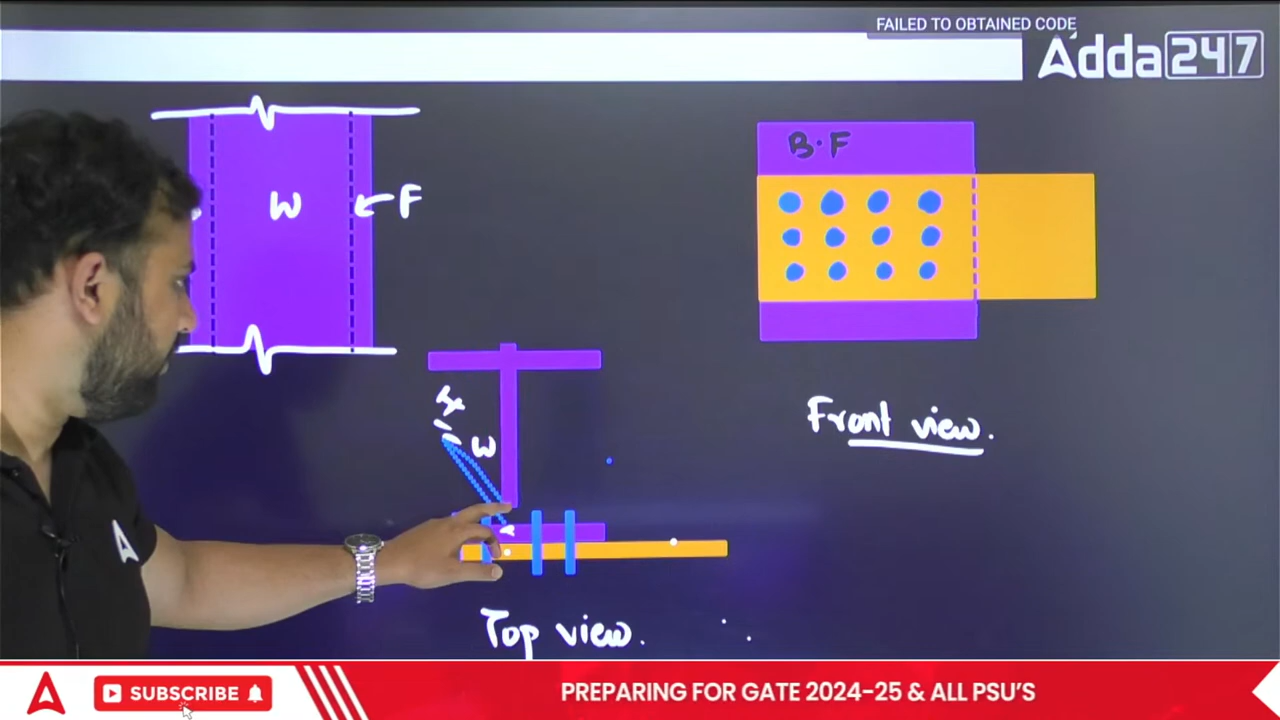 FAILED TO OBTAINED CODE
Adda247
W
F
B.F
W
Front view.
Top view.
SUBSCRIBE
PREPARING FOR GATE 2024-25 & ALL PSU'S